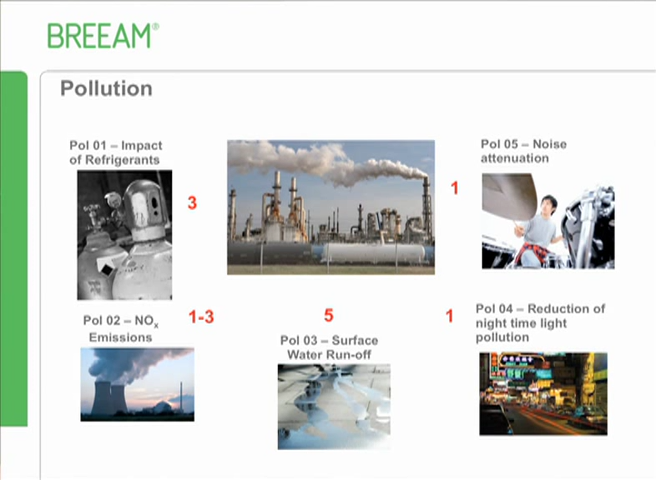 BREEAM®
Pollution
Pol 01 – Impact
of Refrigerants
3
1
Pol 05 – Noise
attenuation
Pol 02 – NOx
Emissions
1-3
5
Pol 03 – Surface
Water Run-off
1
Pol 04 – Reduction of
night time light
pollution